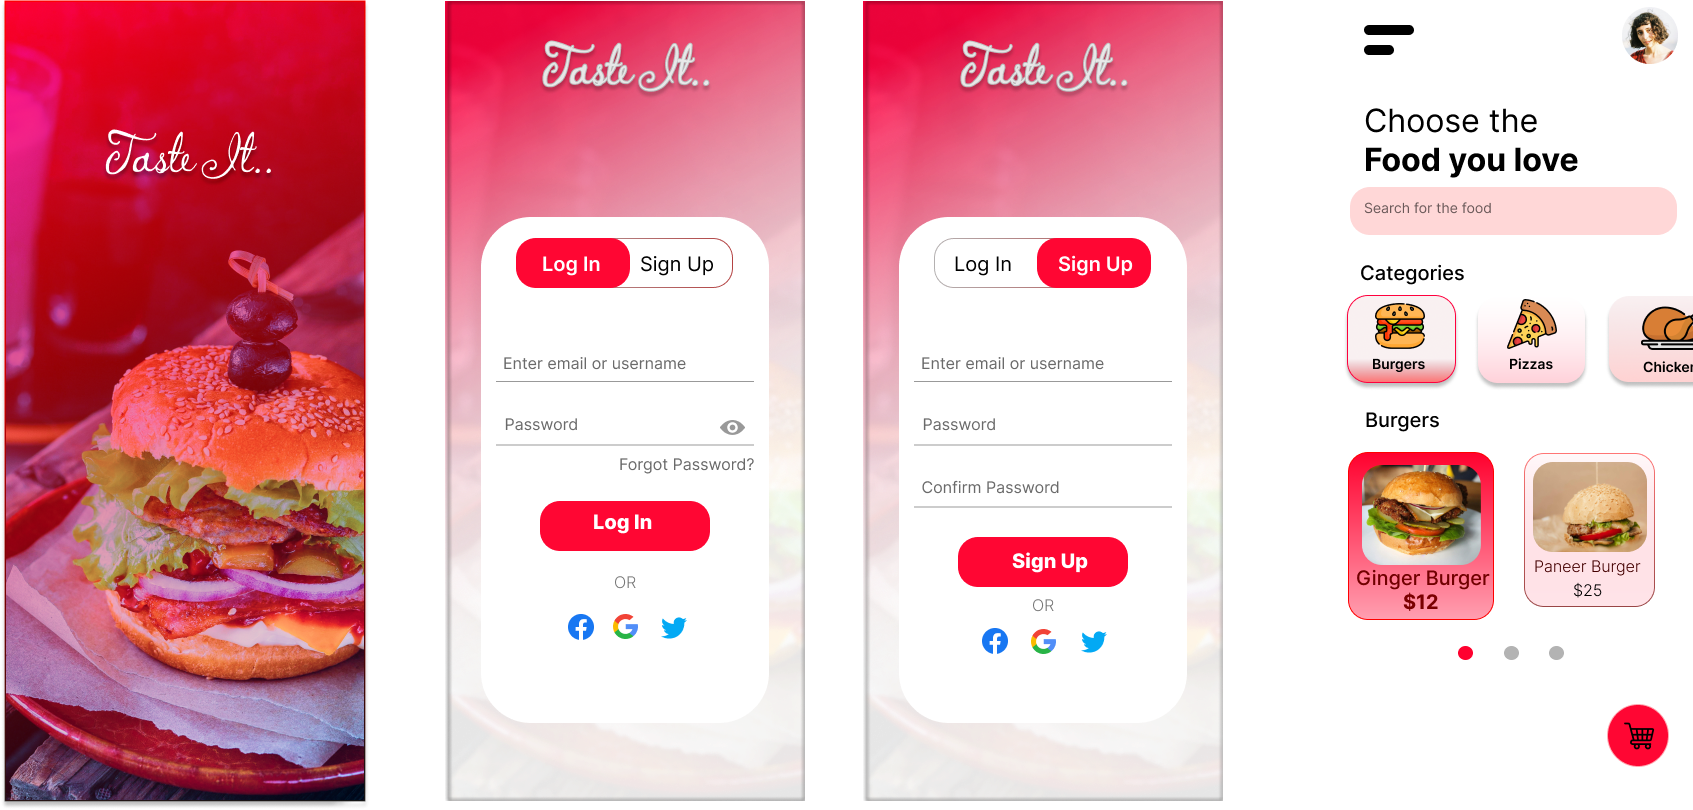 Taste It..
Taste It..
Log In
Sign Up
Enter email or username
Password
Forgot Password?
Log In
OR
Taste It..
Log In
Sign Up
Enter email or username
Password
Confirm Password
Sign Up
OR
Choose the
Food you love
Search for the food
Categories
Burgers
Pizzas
Chicken
Burgers
Ginger Burger
$12
Paneer Burger
$25